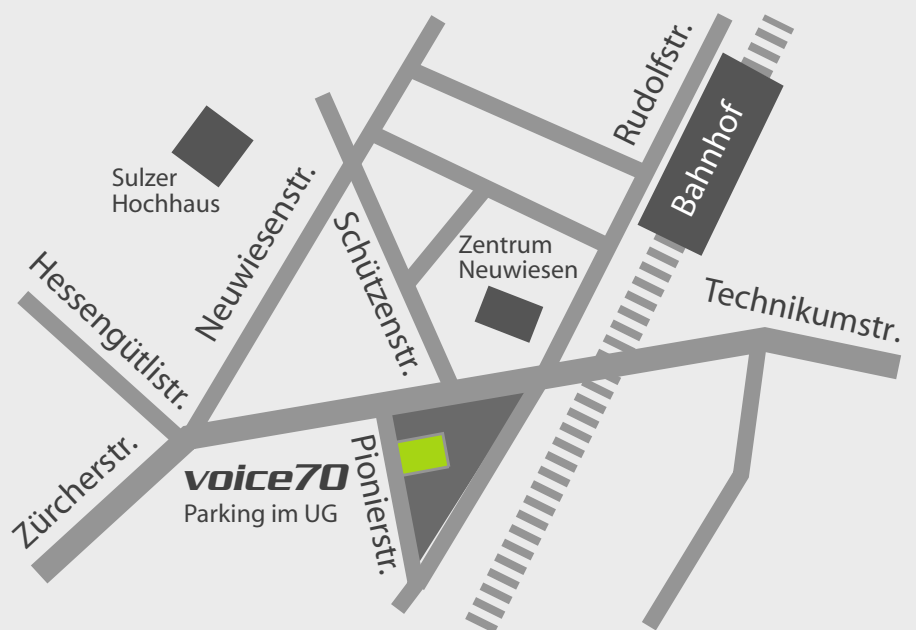 Rudolfstr.
Bahnhof
Sulzer
Hochhaus
Neuwiesenstr.
Schützenstr.
Zentrum
Neuwiesen
Hessengütlistr.
Technikumstr.
Zürcherstr.
voice70
Parking im UG
Pionierstr.